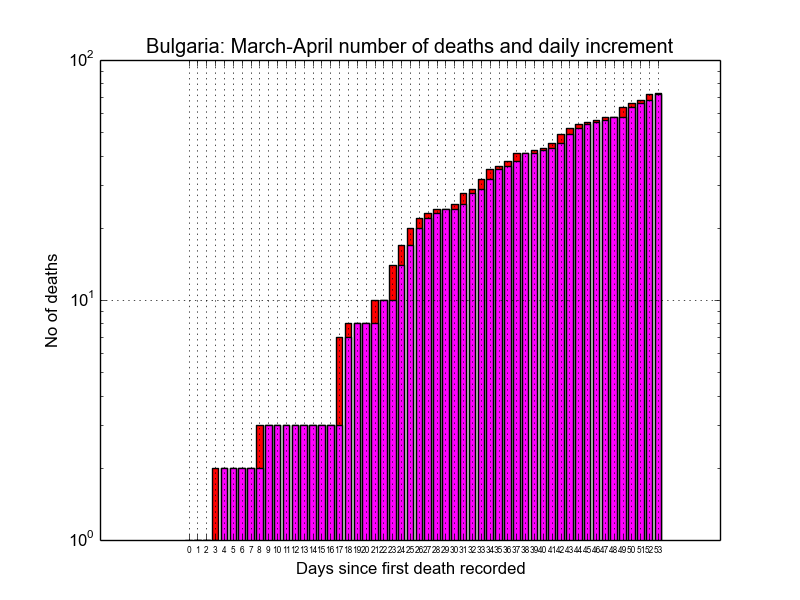 Bulgaria: March-April number of deaths and daily increment
10²
10¹
10⁰
No of deaths
0 1 2 3 4 5 6 7 8 9 10 11 12 13 14 15 16 17 18 19 20 21 22 23 24 25 26 27 28 29 30 31 32 33 34 35 36 37 38 39 40 41 42 43 44 45 46 47 48 49 50 51 52 53
Days since first death recorded